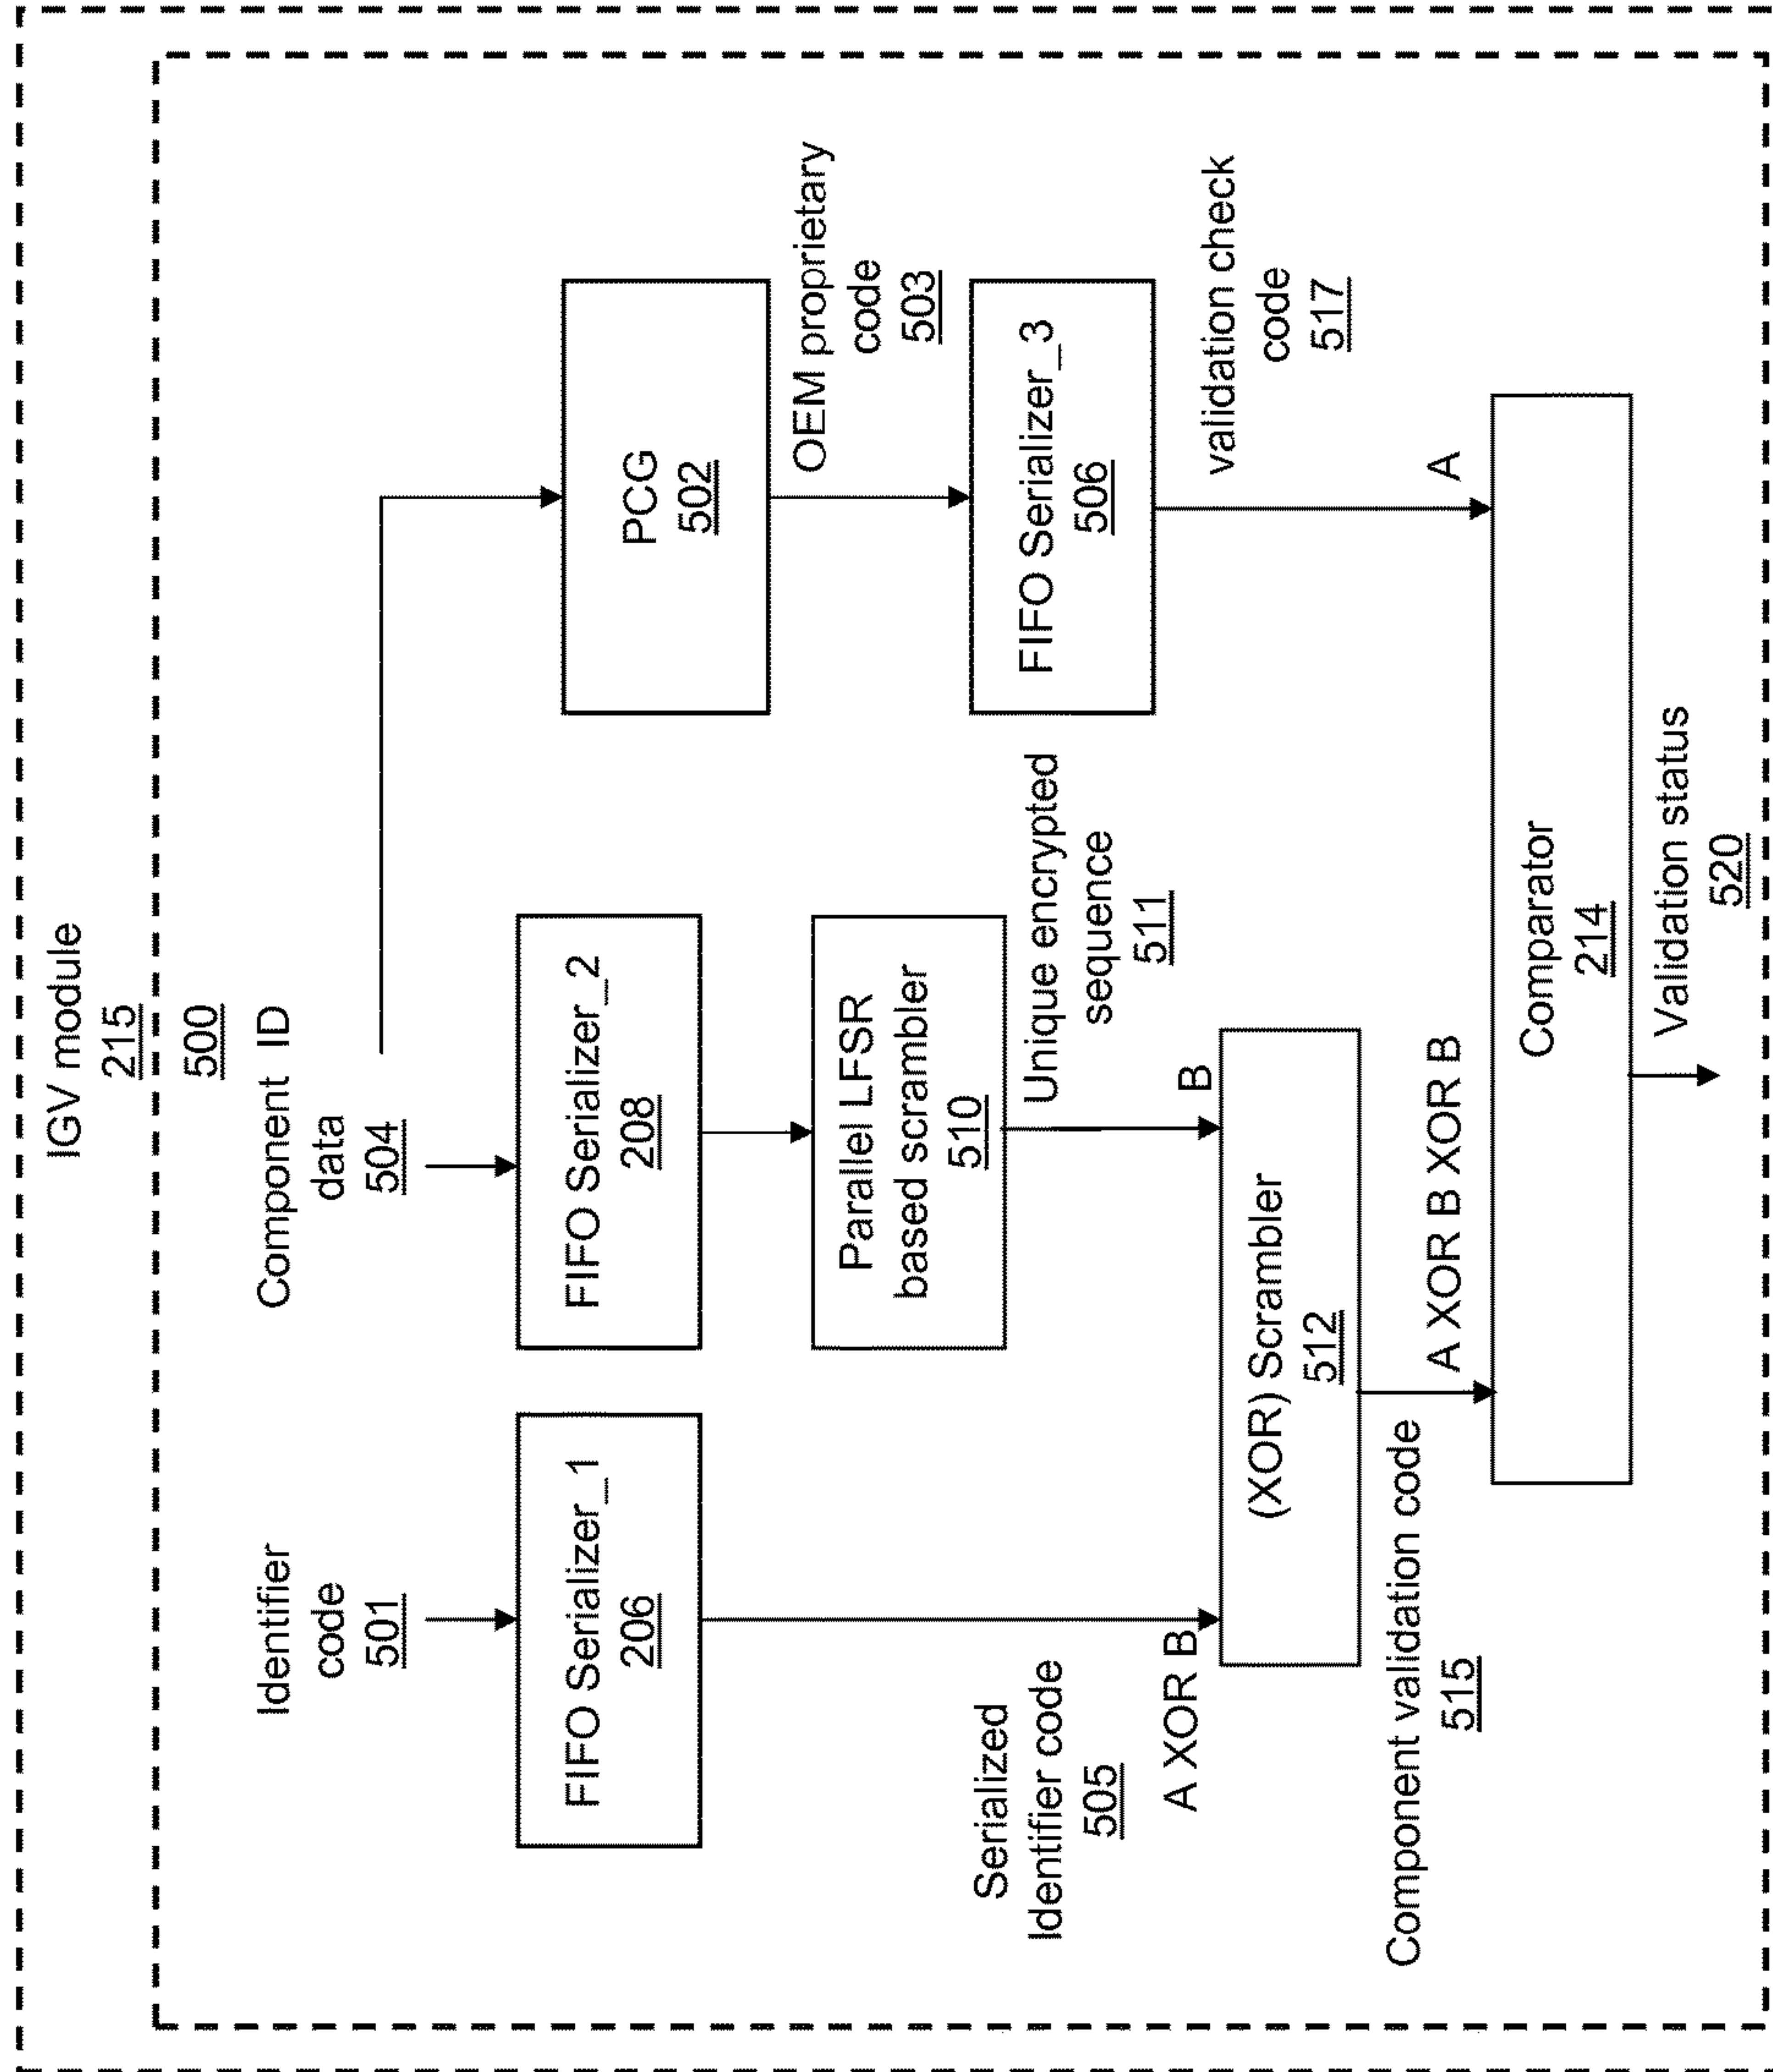 IGV module
215
500
Identifier
code
501
Component ID
data
504
FIFO Serializer_1
206
FIFO Serializer_2
208
PCG
502
OEM proprietary
code
503
Parallel LFSR
based scrambler
510
FIFO Serializer_3
506
Serialized
Identifier code
505
A XOR B
Unique encrypted
sequence
511
B
validation check
code
517
(XOR) Scrambler
512
Component validation code
515
A XOR B XOR B
A
Comparator
214
Validation status
520